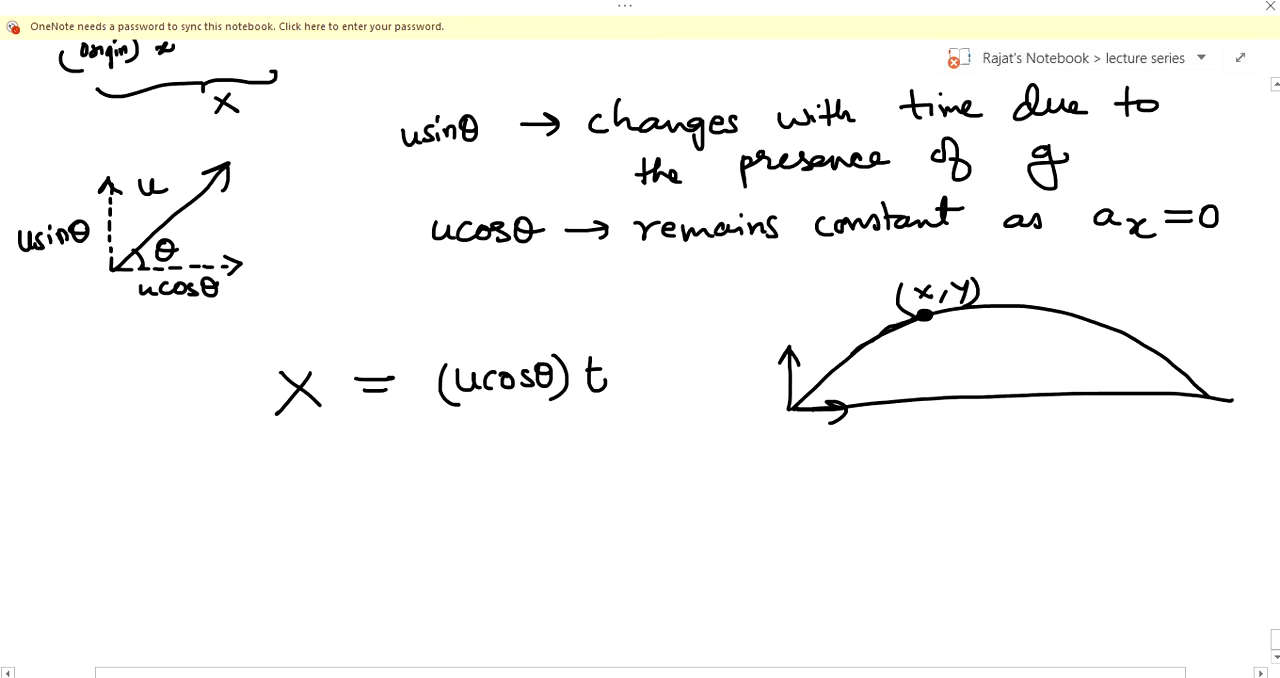 OneNote needs a password to sync this notebook. Click here to enter your password.
Rajat's Notebook > lecture series
(origin) x
X
usinθ → changes with time due to
the presence of g
ucosθ → remains constant as aₓ=0
u
usinθ
θ
ucosθ
(x,y)
X = (ucosθ) t